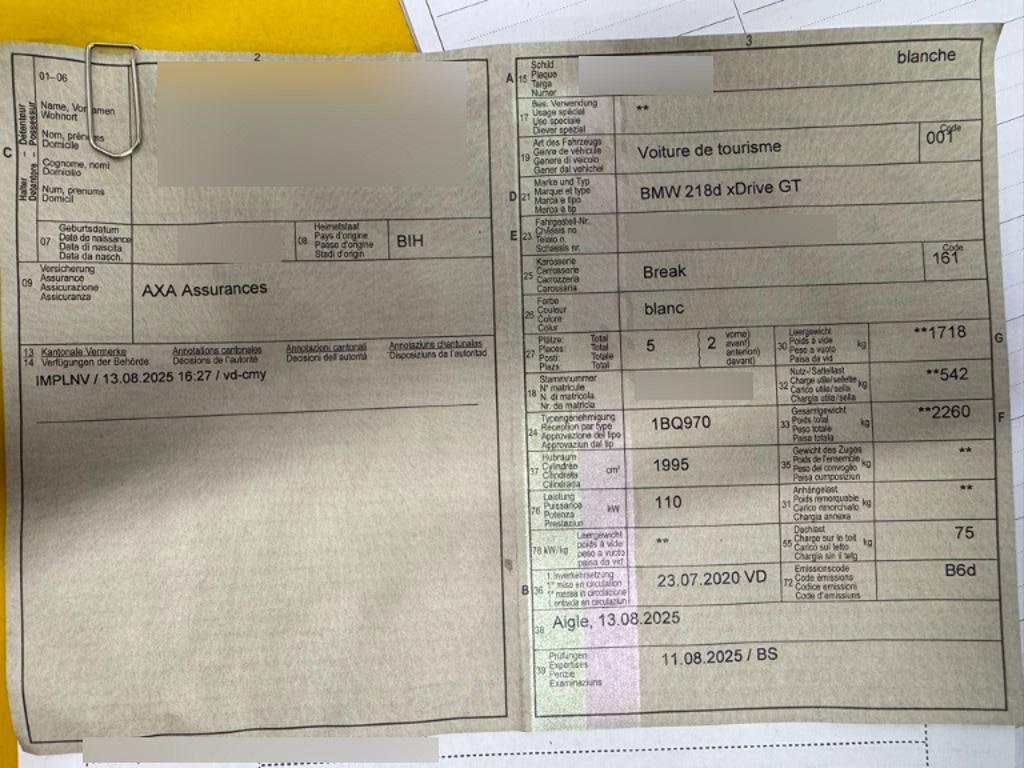 2
01-06
Name, Vornamen
Wohnort
Nom, prénoms
Domicile
Cognome, nomi
Domicilio
Num, prenums
Domicil
C
Halter - Détenteur
Detentore - Possessur
07
Geburtsdatum
Date de naissance
Data di nascita
Data da nasch.
08
Heimatstaat
Pays d'origine
Paese d'origine
Stadi d'origin
BIH
09
Versicherung
Assurance
Assicurazione
Assicuranza
AXA Assurances
13 Kantonale Vermerke Annotations cantonales Annotazioni cantonali Annotaziuns chantunalas
14 Verfügungen der Behörde Décisions de l'autorité Decisioni dell'autorità Disposiziuns da l'autoritad
IMPLNV / 13.08.2025 16:27 / vd-cmy
3
A 15
Schild
Plaque
Targa
Numer
blanche
17
Bes. Verwendung
Usage spécial
Uso speciale
Diever spezial
**
19
Art des Fahrzeugs
Genre de véhicule
Genere di veicolo
Gener dal vehichel
Voiture de tourisme
Code
001
D 21
Marke und Typ
Marque et type
Marca e tipo
Marca e tip
BMW 218d xDrive GT
E 23
Fahrgestell-Nr.
Châssis no
Telaio n.
Schassis nr.
25
Karosserie
Carrosserie
Carrozzeria
Carossaria
Break
Code
161
26
Farbe
Couleur
Colore
Colur
blanc
27
Plätze: Total
Places: Total
Posti: Totale
Plazs: Total
5
2
vorne)
avant)
anteriori)
davant)
30
Leergewicht
Poids à vide
Peso a vuoto
Paisa da vid
kg
**1718
G
18
Stammnummer
N° matricule
N. di matricola
Nr. da matricla
32
Nutz-/Sattellast
Charge utile/sellette
Carico utile/sella
Chargia utila/sella
kg
**542
24
Typengenehmigung
Réception par type
Approvazione del tipo
Approvaziun dal tip
1BQ970
33
Gesamtgewicht
Poids total
Peso totale
Paisa totala
kg
**2260
F
37
Hubraum
Cylindrée
Cilindrata
Cilindrada
cm³
1995
35
Gewicht des Zuges
Poids de l'ensemble
Peso del convoglio
Paisa cumposiziun
kg
**
76
Leistung
Puissance
Potenza
Prestaziun
kW
110
31
Anhängelast
Poids remorquable
Carico rimorchiato
Chargia annexa
kg
**
78 kW/kg
Leergewicht
poids à vide
peso a vuoto
paisa da vid
**
55
Dachlast
Charge sur le toit
Carico sul tetto
Chargia sin il tetg
kg
75
B 36
1. Inverkehrsetzung
1re mise en circulation
1a messa in circolazione
1. entrada en circulaziun
23.07.2020 VD
72
Emissionscode
Code émissions
Codice emissioni
Code d'emissiuns
B6d
38
Aigle, 13.08.2025
39
Prüfungen
Expertises
Perizie
Examinaziuns
11.08.2025 / BS